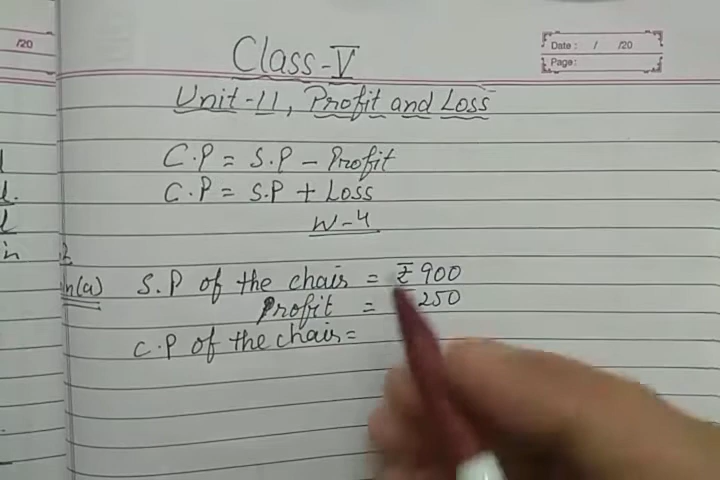 /20
Date: / /20
Page:
Class-V
Unit-11, Profit and Loss
C.P = S.P - Profit
C.P = S.P + Loss
W-4
n(a) S.P of the chair = ₹900
Profit = 250
C.P of the chair=